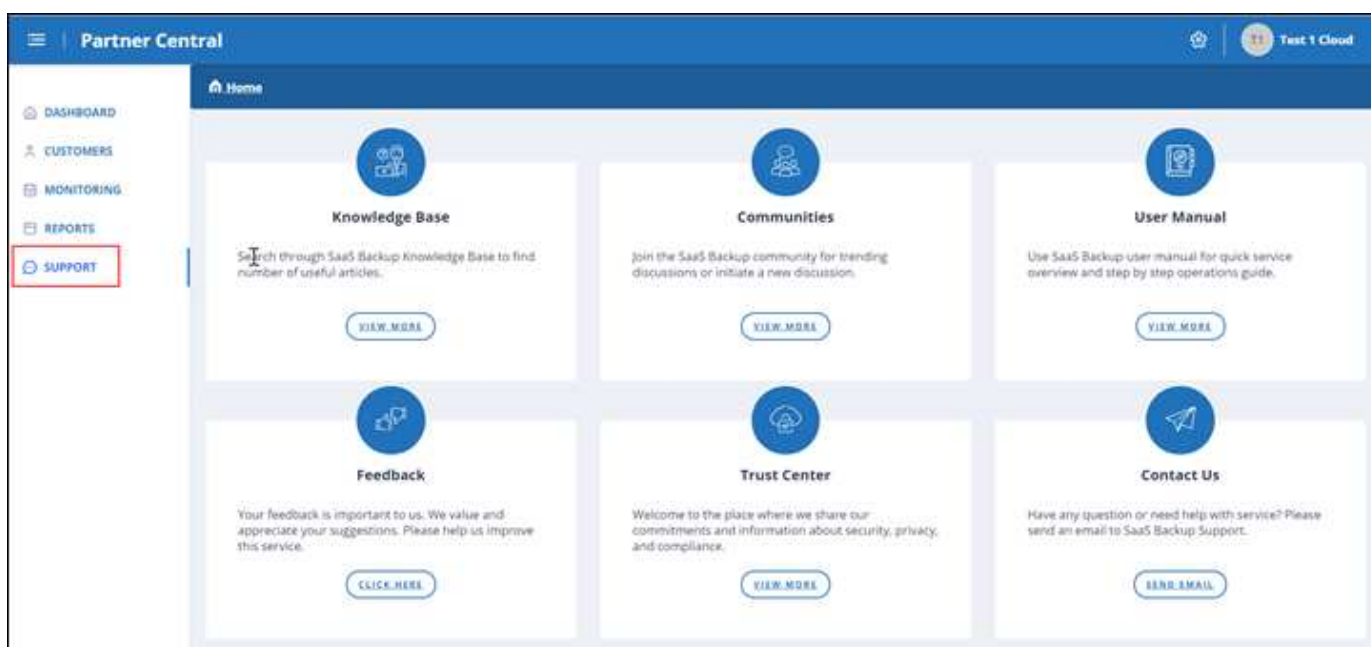 Partner Central
T1
Test 1 Cloud
Home
DASHBOARD
CUSTOMERS
MONITORING
REPORTS
SUPPORT
Knowledge Base
Search through SaaS Backup Knowledge Base to find
number of useful articles.
VIEW MORE
Communities
Join the SaaS Backup community for trending
discussions or initiate a new discussion.
VIEW MORE
User Manual
Use SaaS Backup user manual for quick service
overview and step by step operations guide.
VIEW MORE
Feedback
Your feedback is important to us. We value and
appreciate your suggestions. Please help us improve
this service.
CLICK HERE
Trust Center
Welcome to the place where we share our
commitments and information about security, privacy,
and compliance.
VIEW MORE
Contact Us
Have any question or need help with service? Please
send an email to SaaS Backup Support.
SEND EMAIL